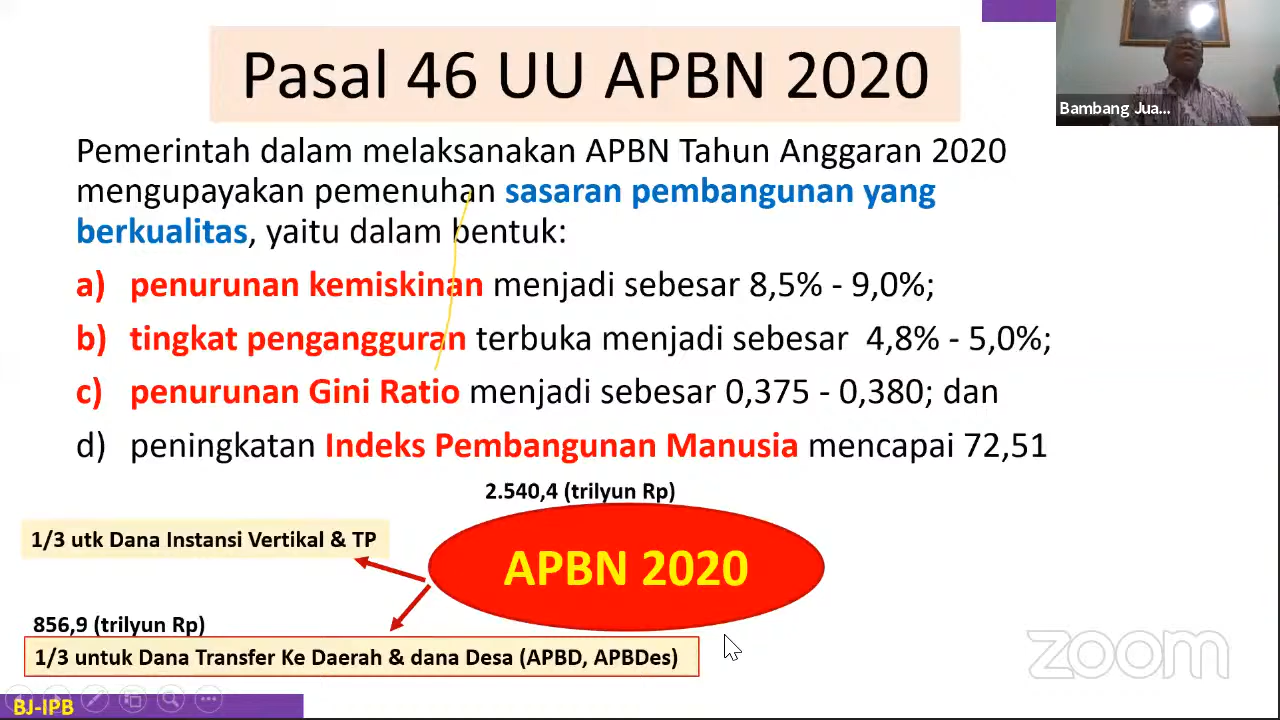 Pasal 46 UU APBN 2020
Bambang Jua...
Pemerintah dalam melaksanakan APBN Tahun Anggaran 2020
mengupayakan pemenuhan sasaran pembangunan yang
berkualitas, yaitu dalam bentuk:
a) penurunan kemiskinan menjadi sebesar 8,5% - 9,0%;
b) tingkat pengangguran terbuka menjadi sebesar 4,8% - 5,0%;
c) penurunan Gini Ratio menjadi sebesar 0,375 - 0,380; dan
d) peningkatan Indeks Pembangunan Manusia mencapai 72,51
2.540,4 (trilyun Rp)
1/3 utk Dana Instansi Vertikal & TP
APBN 2020
856,9 (trilyun Rp)
1/3 untuk Dana Transfer Ke Daerah & dana Desa (APBD, APBDes)
zoom
BJ-IPB